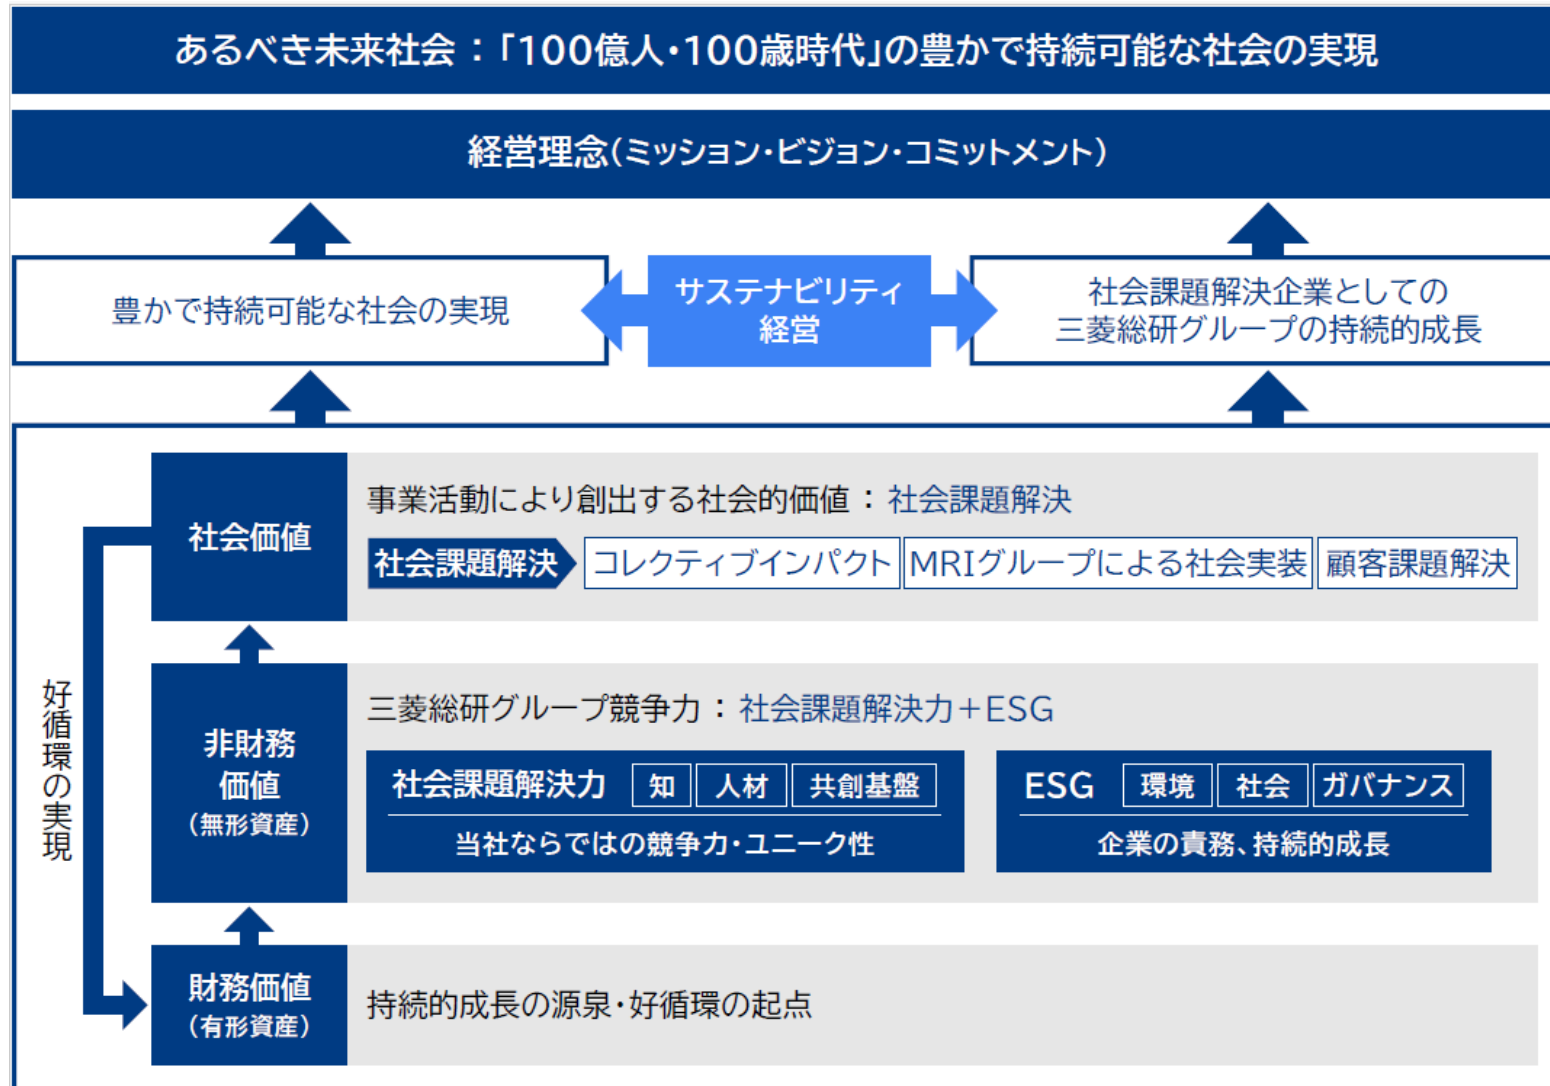 あるべき未来社会：「100億人・100歳時代」の豊かで持続可能な社会の実現
経営理念（ミッション・ビジョン・コミットメント）
豊かで持続可能な社会の実現
サステナビリティ
経営
社会課題解決企業としての
三菱総研グループの持続的成長
好循環の実現
社会価値
事業活動により創出する社会的価値：社会課題解決
社会課題解決 コレクティブインパクト MRIグループによる社会実装 顧客課題解決
非財務
価値
（無形資産）
三菱総研グループ競争力：社会課題解決力＋ESG
社会課題解決力 知 人材 共創基盤
当社ならではの競争力・ユニーク性
ESG 環境 社会 ガバナンス
企業の責務、持続的成長
財務価値
（有形資産）
持続的成長の源泉・好循環の起点